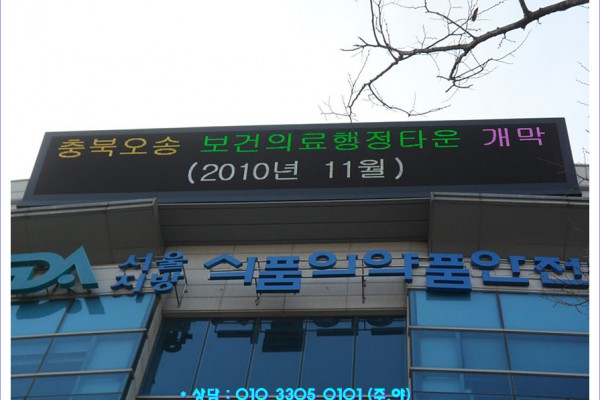 충북오송 보건의료행정타운 개막
(2010년 11월)
DA 서울
지방 식품의약품안전
• 상담 : 010 3305 0101 (주.야)